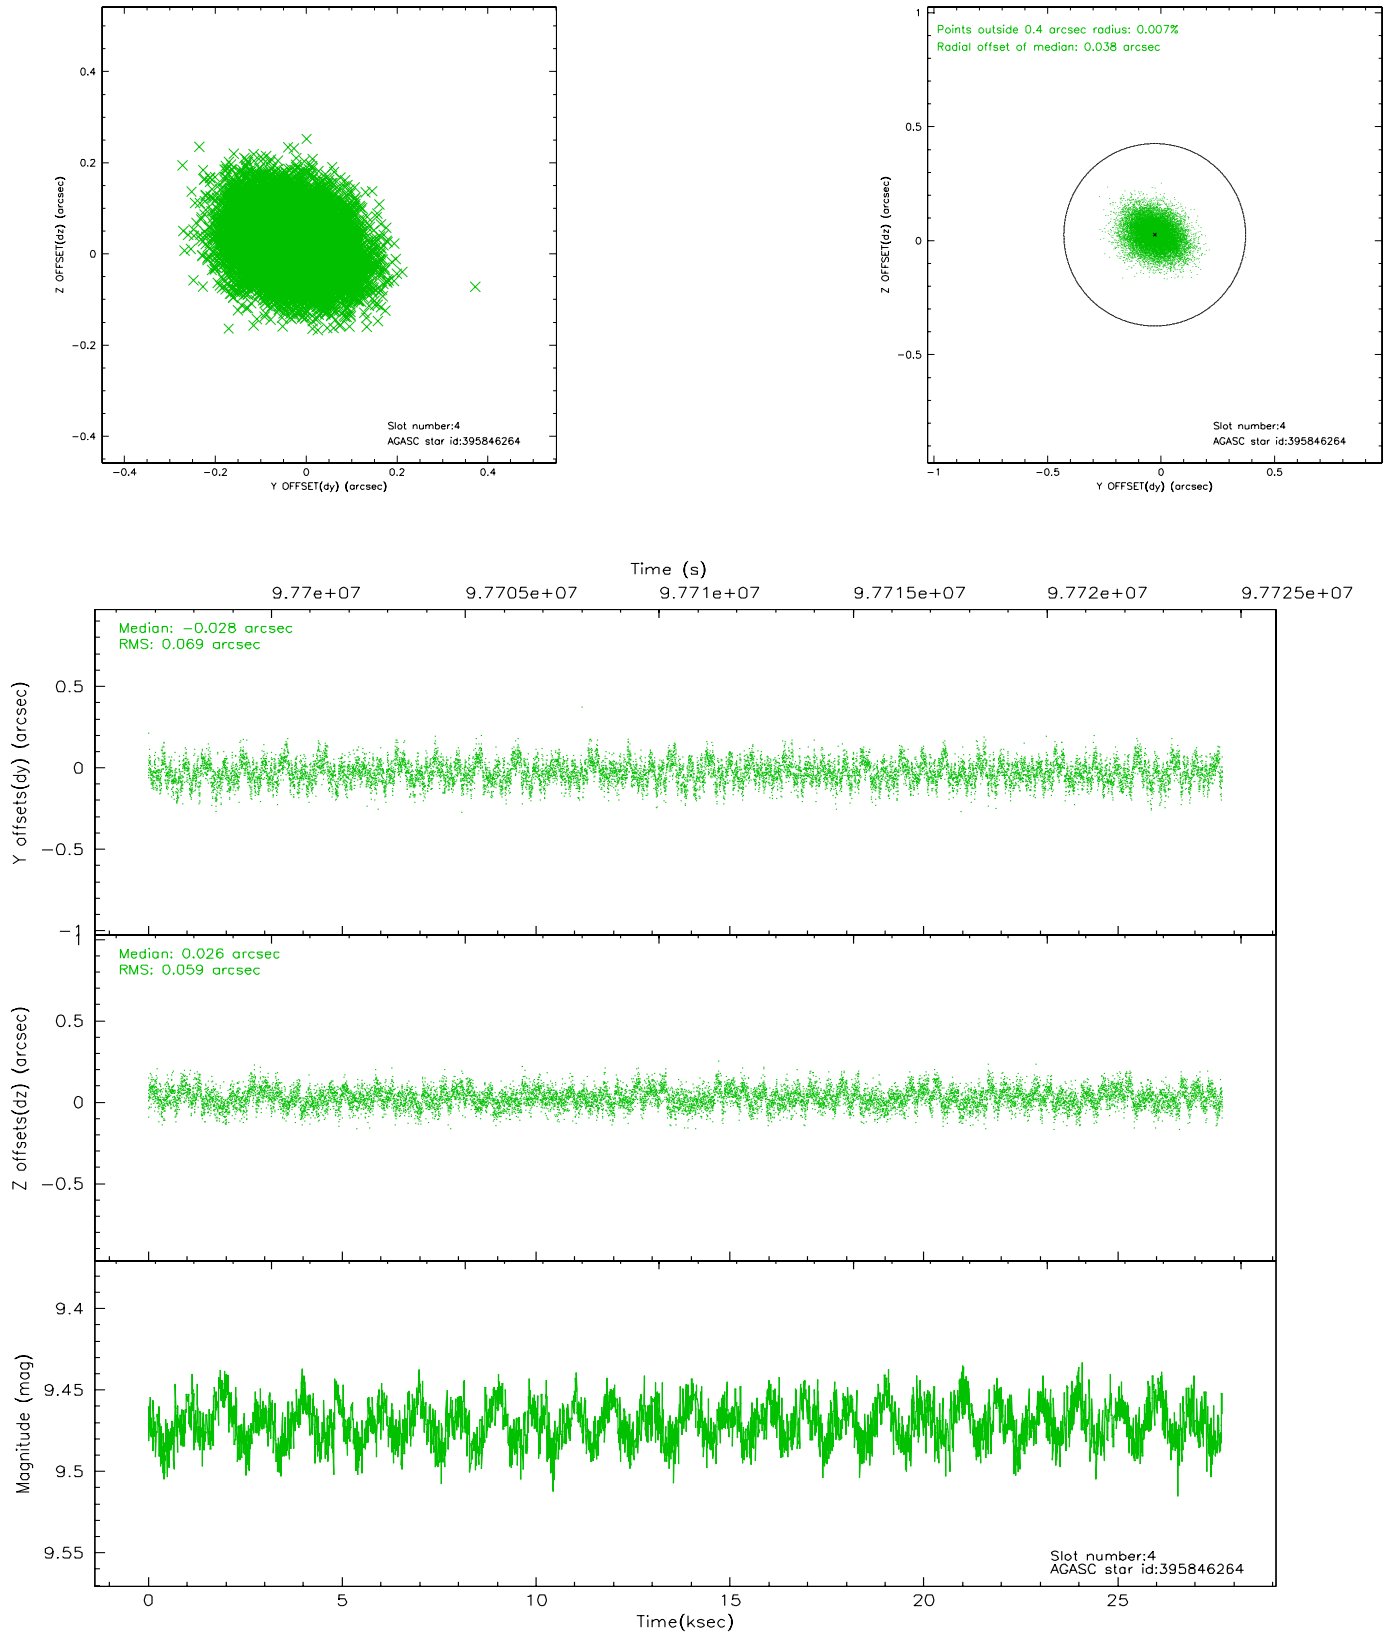 0.4
0.2
0
-0.2
-0.4
Z OFFSET(dz) (arcsec)
-0.4 -0.2 0 0.2 0.4
Y OFFSET(dy) (arcsec)
Slot number:4
AGASC star id:395846264
Points outside 0.4 arcsec radius: 0.007%
Radial offset of median: 0.038 arcsec
1
0.5
0
-0.5
Z OFFSET(dz) (arcsec)
-1 -0.5 0 0.5
Y OFFSET(dy) (arcsec)
Slot number:4
AGASC star id:395846264
Time (s)
9.77e+07 9.7705e+07 9.771e+07 9.7715e+07 9.772e+07 9.7725e+07
Median: -0.028 arcsec
RMS: 0.069 arcsec
0.5
0
-0.5
-1
Y offsets(dy) (arcsec)
Median: 0.026 arcsec
RMS: 0.059 arcsec
1
0.5
0
-0.5
Z offsets(dz) (arcsec)
9.4
9.45
9.5
9.55
Magnitude (mag)
Slot number:4
AGASC star id:395846264
0 5 10 15 20 25
Time(ksec)